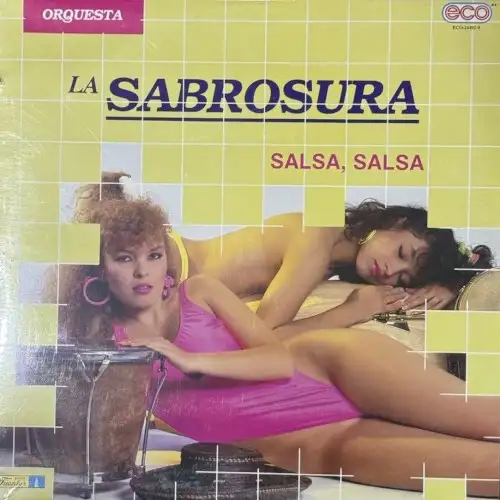 ORQUESTA
eco
LA SABROSURA
SALSA, SALSA